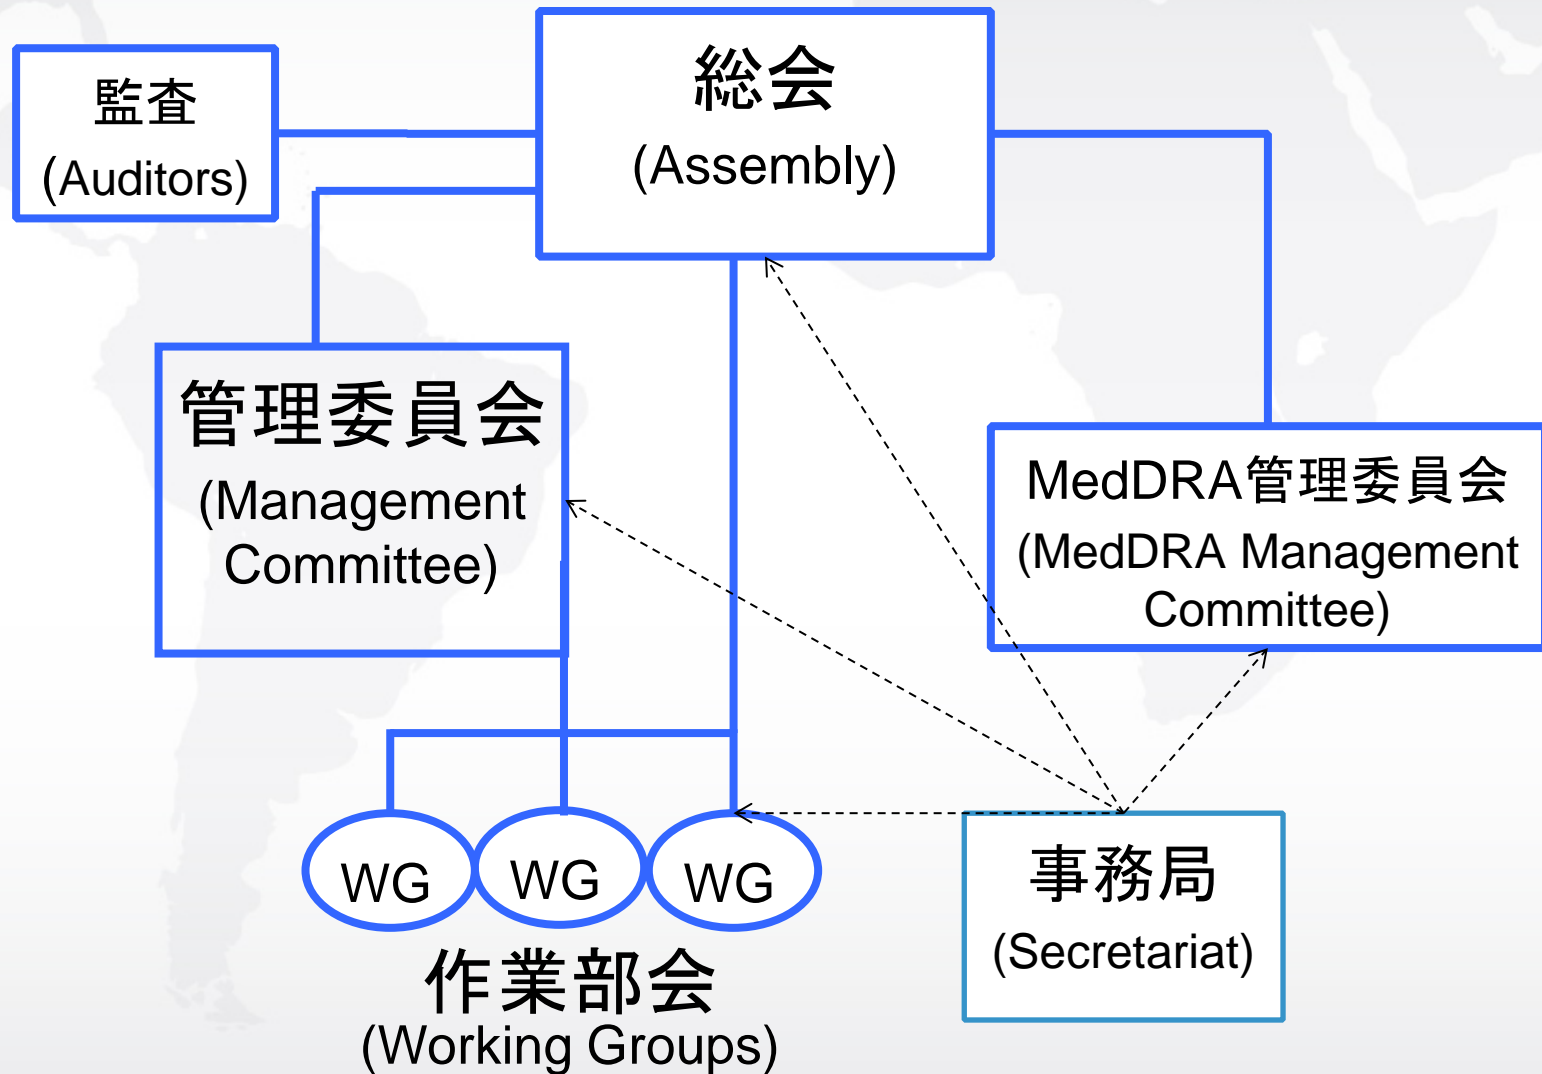 監査
(Auditors)
総会
(Assembly)
管理委員会
(Management
Committee)
MedDRA管理委員会
(MedDRA Management
Committee)
WG
WG
WG
作業部会
(Working Groups)
事務局
(Secretariat)